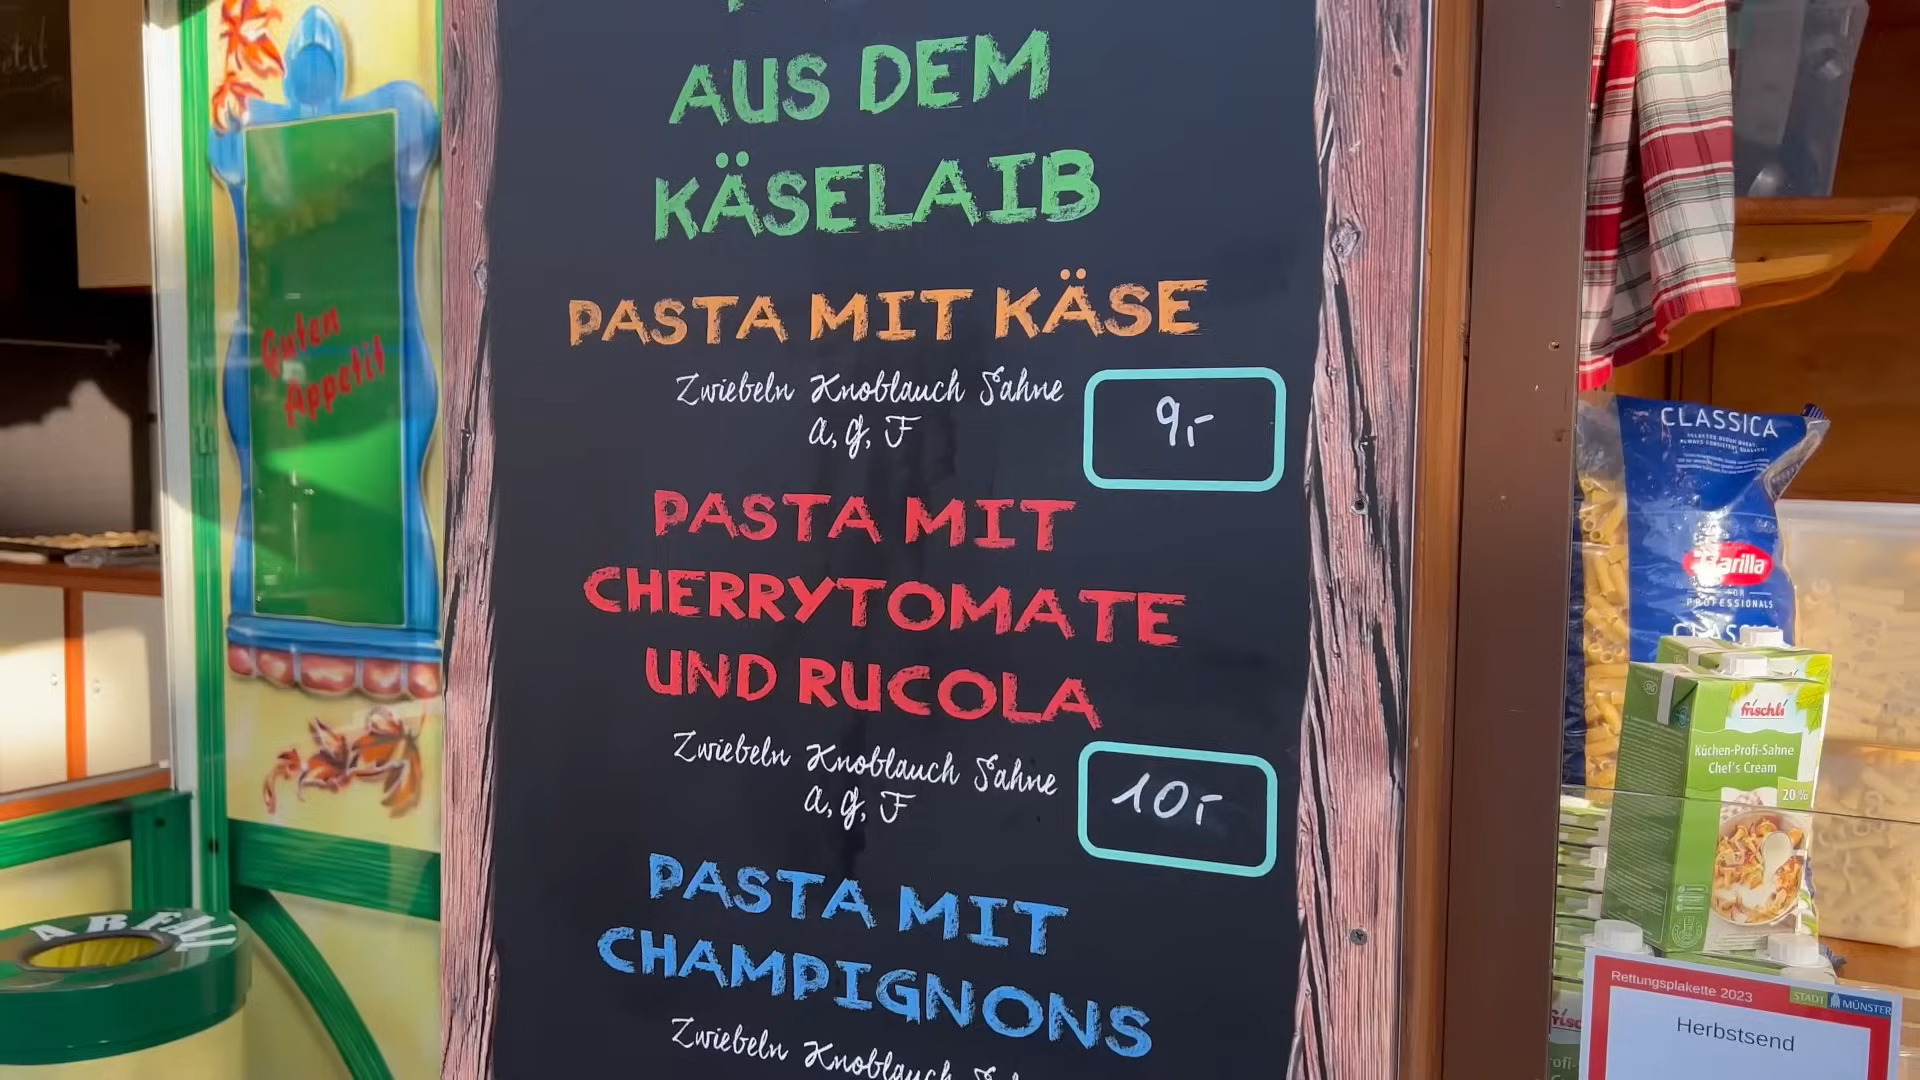 AUS DEM
KÄSELAIB
PASTA MIT KÄSE
Zwiebeln Knoblauch Sahne
a, g, F
9,-
PASTA MIT
CHERRYTOMATE
UND RUCOLA
Zwiebeln Knoblauch Sahne
a, g, F
10,-
PASTA MIT
CHAMPIGNONS
Zwiebeln Knoblauch
Guten
Appetit
ABFALL
CLASSICA
Barilla
FOR
PROFESSIONALS
frischli
Küchen-Profi-Sahne
Chef's Cream
20 %
Rettungsplakette 2023
STADT MÜNSTER
Herbstsend